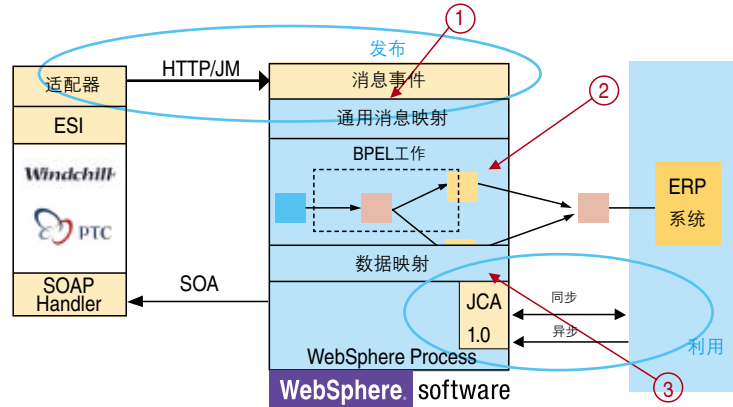 ①
发布
HTTP/JM
适配器
消息事件
②
ESI
通用消息映射
BPEL工作
Windchill
PTC
ERP
系统
数据映射
SOAP
Handler
SOA
JCA
1.0
同步
异步
利用
WebSphere Process
③
WebSphere. software